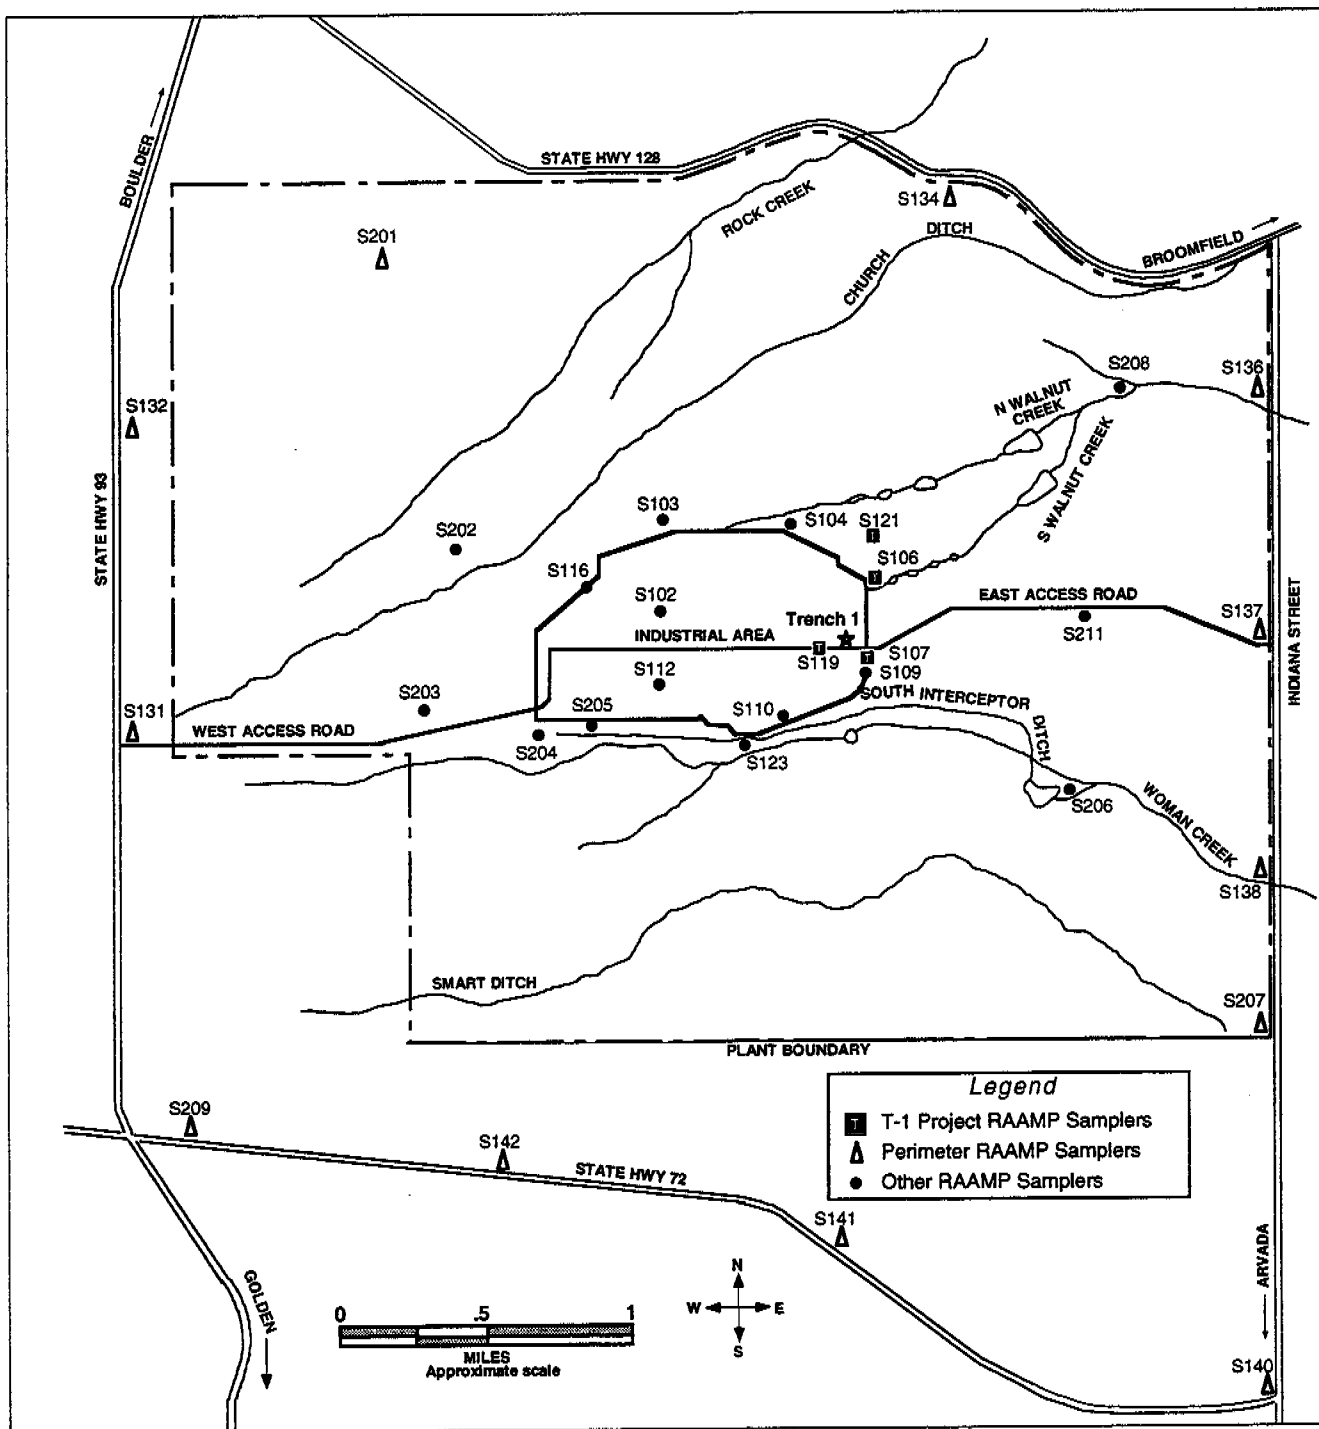 BOULDER
STATE HWY 128
ROCK CREEK
S134
DITCH
BROOMFIELD
S201
CHURCH
S208
S136
N WALNUT
CREEK
S132
S WALNUT CREEK
STATE HWY 93
S103
S104
S121
S202
S106
S116
S102
EAST ACCESS ROAD
Trench 1
S137
S211
INDUSTRIAL AREA
INDIANA STREET
S107
S119
S109
S112
SOUTH INTERCEPTOR
DITCH
S203
S131
S205
S110
WEST ACCESS ROAD
S204
S123
S206
WOMAN CREEK
S138
SMART DITCH
S207
PLANT BOUNDARY
Legend
T T-1 Project RAAMP Samplers
Perimeter RAAMP Samplers
Other RAAMP Samplers
S209
S142
STATE HWY 72
S141
GOLDEN
ARVADA
N
W E
S
0 .5 1
MILES
Approximate scale
S140
T
T
T
T